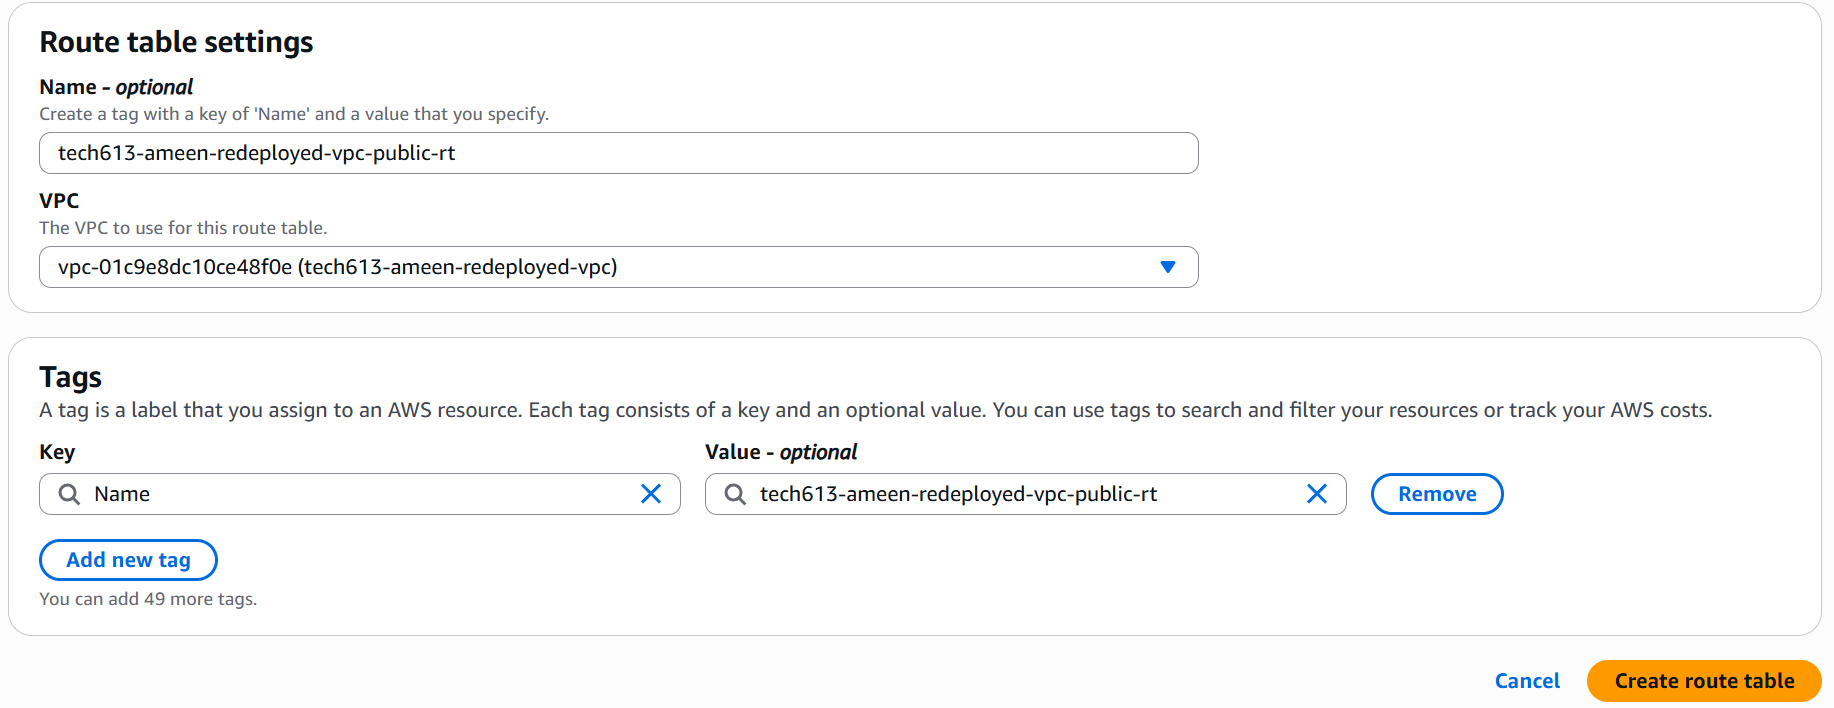 Route table settings
Name - optional
Create a tag with a key of 'Name' and a value that you specify.
tech613-ameen-redeployed-vpc-public-rt
VPC
The VPC to use for this route table.
vpc-01c9e8dc10ce48f0e (tech613-ameen-redeployed-vpc)
Tags
A tag is a label that you assign to an AWS resource. Each tag consists of a key and an optional value. You can use tags to search and filter your resources or track your AWS costs.
Key
Value - optional
Name
tech613-ameen-redeployed-vpc-public-rt
Remove
Add new tag
You can add 49 more tags.
Cancel
Create route table